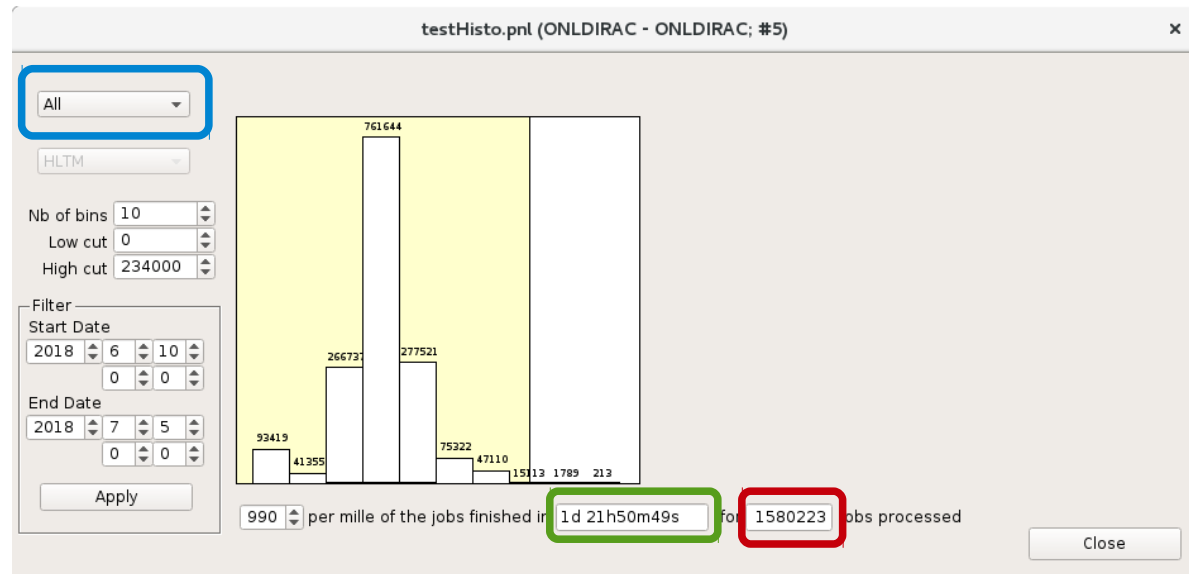 testHisto.pnl (ONLDIRAC - ONLDIRAC; #5)
All
HLTM
Nb of bins 10
Low cut 0
High cut 234000
Filter
Start Date
2018 6 10
0 0
End Date
2018 7 5
0 0
Apply
761644
266737 277521
93419 41355 75322 47110 15113 1789 213
990 per mille of the jobs finished in 1d 21h50m49s for 1580223 jobs processed
Close